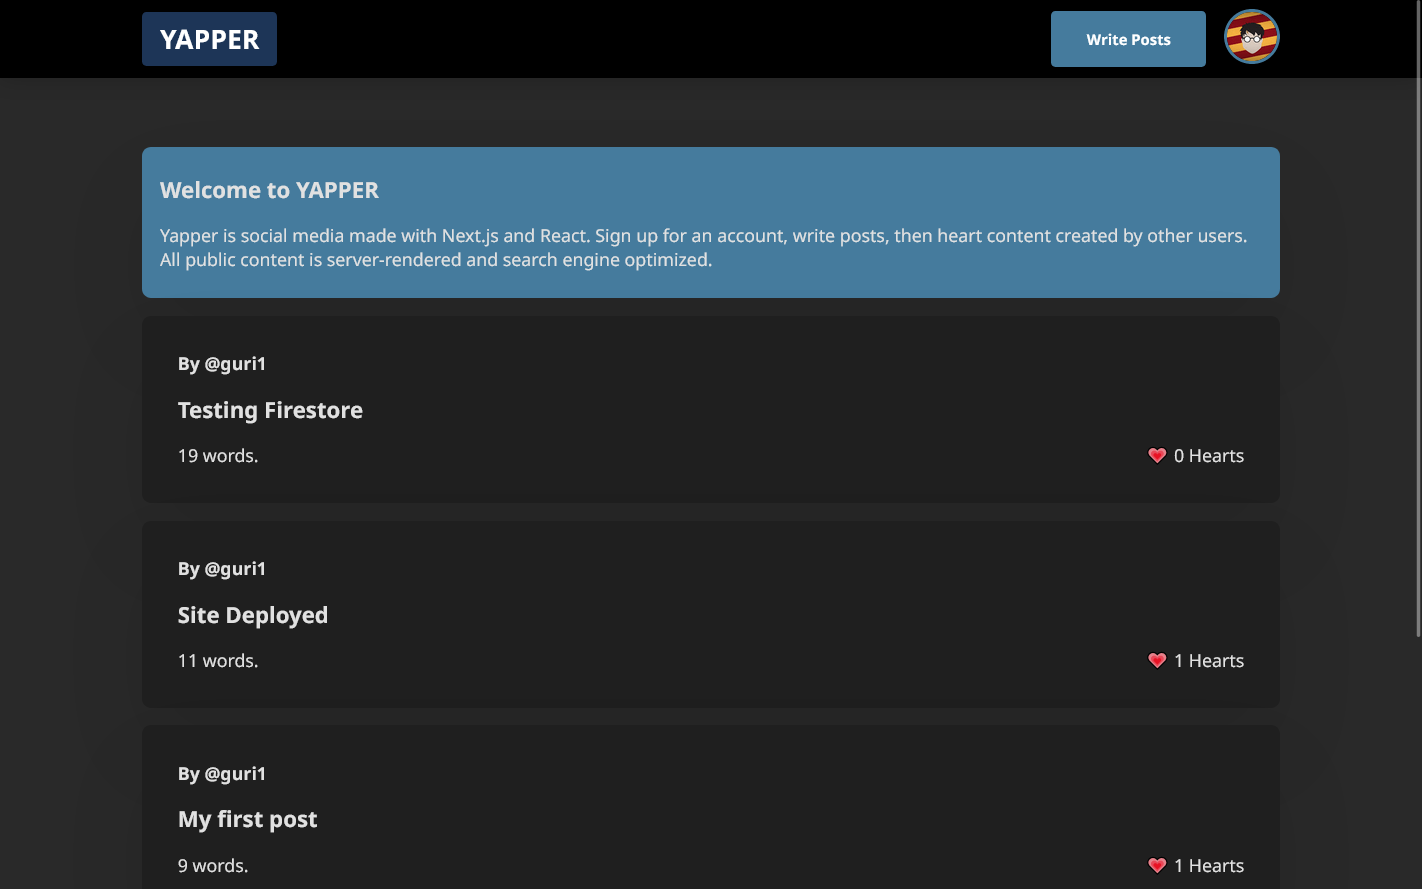 YAPPER
Write Posts
Welcome to YAPPER
Yapper is social media made with Next.js and React. Sign up for an account, write posts, then heart content created by other users.
All public content is server-rendered and search engine optimized.
By @guri1
Testing Firestore
19 words.
0 Hearts
By @guri1
Site Deployed
11 words.
1 Hearts
By @guri1
My first post
9 words.
1 Hearts